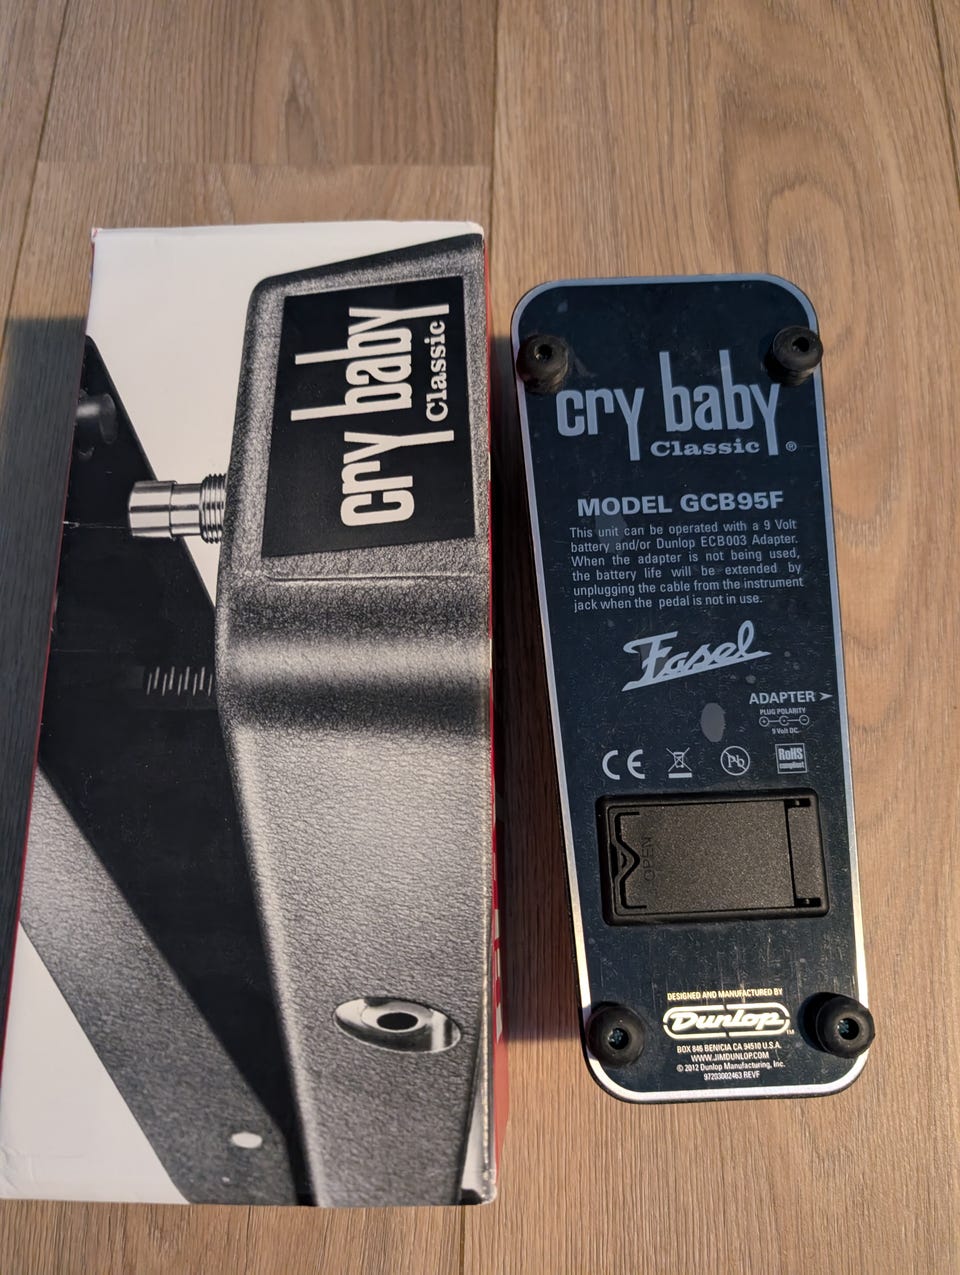 cry baby
Classic
cry baby
Classic ®
MODEL GCB95F
This unit can be operated with a 9 Volt
battery and/or Dunlop ECB003 Adapter.
When the adapter is not being used,
the battery life will be extended by
unplugging the cable from the instrument
jack when the pedal is not in use.
Fasel
ADAPTER >
PLUG POLARITY
9 Volt DC.
CE
Pb
RoHS
compliant
OPEN
DESIGNED AND MANUFACTURED BY
Dunlop™
BOX 846 BENICIA CA 94510 U.S.A.
WWW.JIMDUNLOP.COM
© 2012 Dunlop Manufacturing, Inc.
97203002463 REVF